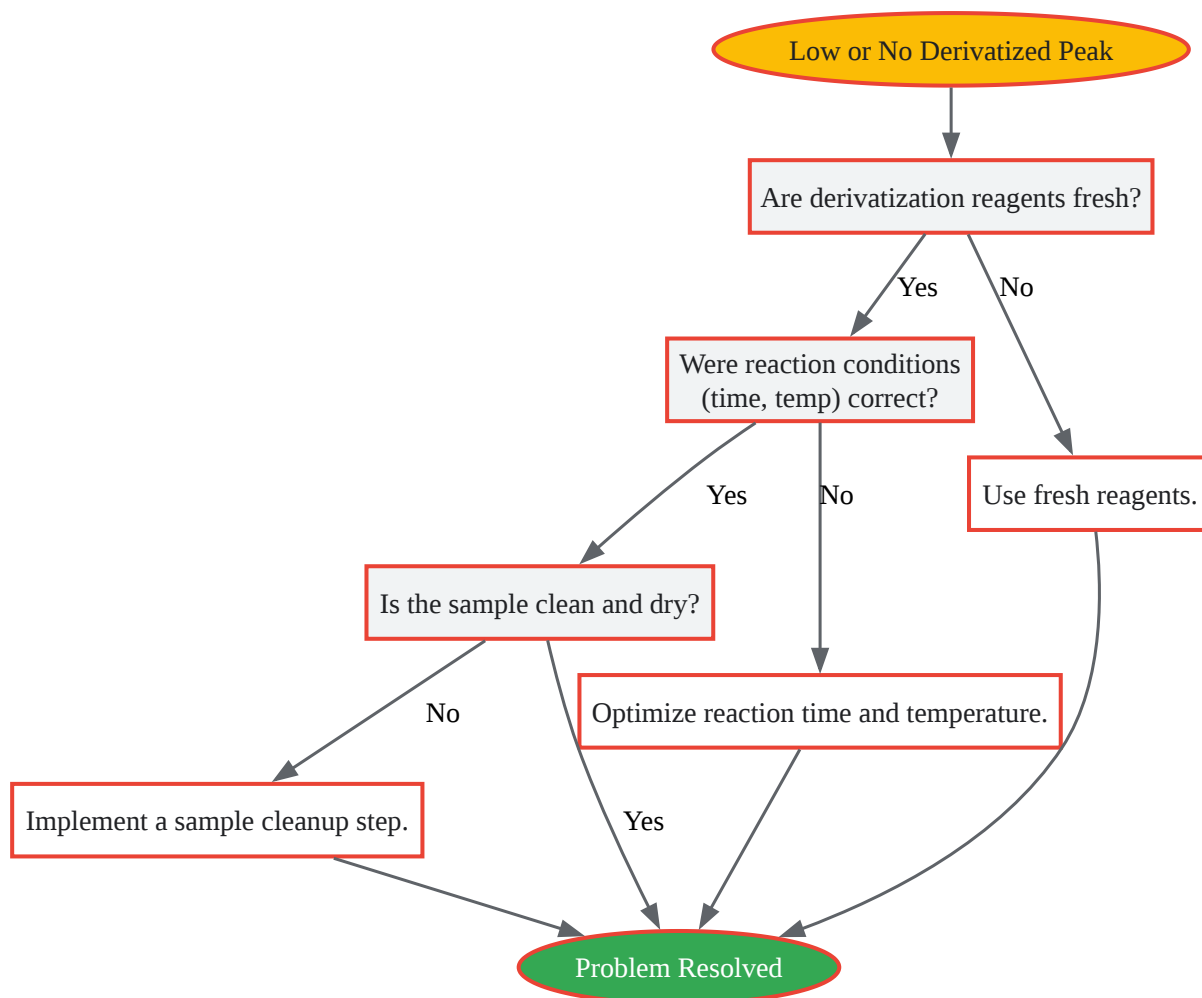 Low or No Derivatized Peak
Are derivatization reagents fresh?
Yes
No
Were reaction conditions
(time, temp) correct?
Use fresh reagents.
Yes
No
Is the sample clean and dry?
Optimize reaction time and temperature.
No
Implement a sample cleanup step.
Yes
Problem Resolved